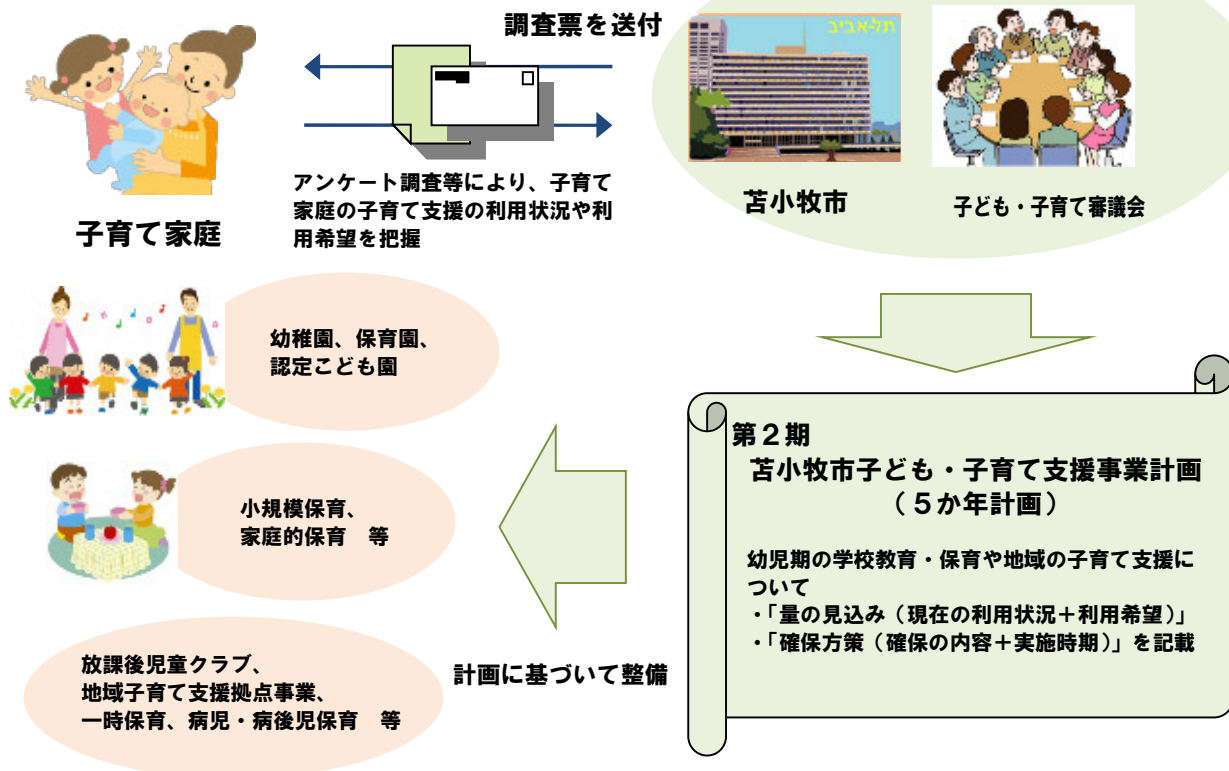 調査票を送付
תל-אביב
アンケート調査等により、子育て
家庭の子育て支援の利用状況や利
用希望を把握
子育て家庭
苫小牧市
子ども・子育て審議会
幼稚園、保育園、
認定こども園
小規模保育、
家庭的保育　等
放課後児童クラブ、
地域子育て支援拠点事業、
一時保育、病児・病後児保育　等
計画に基づいて整備
第２期
苫小牧市子ども・子育て支援事業計画
（５か年計画）
幼児期の学校教育・保育や地域の子育て支援に
ついて
・「量の見込み（現在の利用状況＋利用希望）」
・「確保方策（確保の内容＋実施時期）」を記載